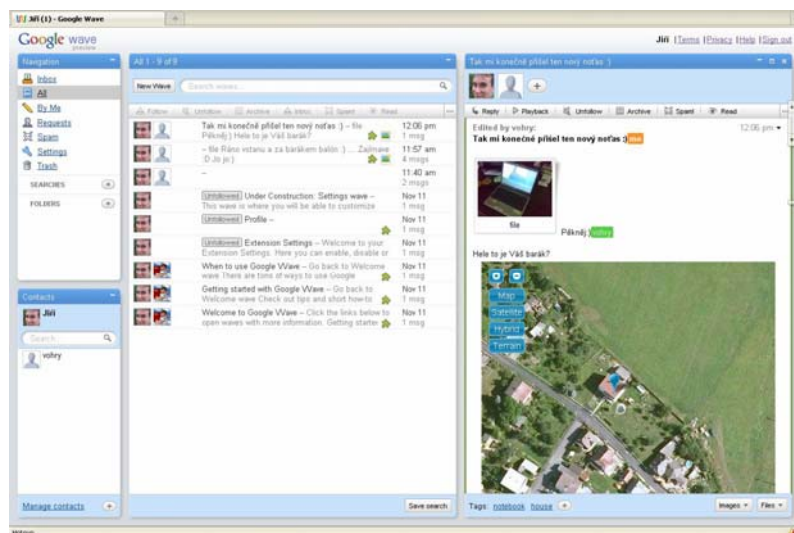 Jiří (1) - Google Wave
Google wave
preview
Jiří | Terms | Privacy | Help | Sign out
Navigation
Inbox
All
By Me
Requests
Spam
Settings
Trash
SEARCHES
FOLDERS
Contacts
Jiří
Search
vohry
Manage contacts
All 1 - 9 of 9
New Wave
Search waves...
Follow Unfollow Archive Inbox Spam Read
Tak mi konečně přišel ten nový noťas :) – file
Pěkněj:) Hele to je Váš barák?
12:06 pm
1 msg
– file Ráno vstanu a za barákem balón :) ... Zajímavé
:D Jo jo:)
11:57 am
4 msgs
–
11:40 am
2 msgs
Unfollowed Under Construction: Settings wave –
This wave is where you will be able to customize
Nov 11
1 msg
Unfollowed Profile –
Nov 11
1 msg
Unfollowed Extension Settings – Welcome to your
Extension Settings. Here you can enable, disable or
Nov 11
1 msg
When to use Google Wave – Go back to Welcome
wave There are tons of ways to use Google
Nov 11
1 msg
Getting started with Google Wave – Go back to
Welcome wave Check out tips and short how-to
Nov 11
1 msg
Welcome to Google Wave – Click the links below to
open waves with more information. Getting started
Nov 11
1 msg
Save search
Tak mi konečně přišel ten nový noťas :)
Reply Playback Unfollow Archive Spam Read
Edited by vohry:
12:06 pm
Tak mi konečně přišel ten nový noťas :)
file
Pěkněj:) vohry
Hele to je Váš barák?
Map
Satellite
Hybrid
Terrain
Tags: notebook house
Images
Files